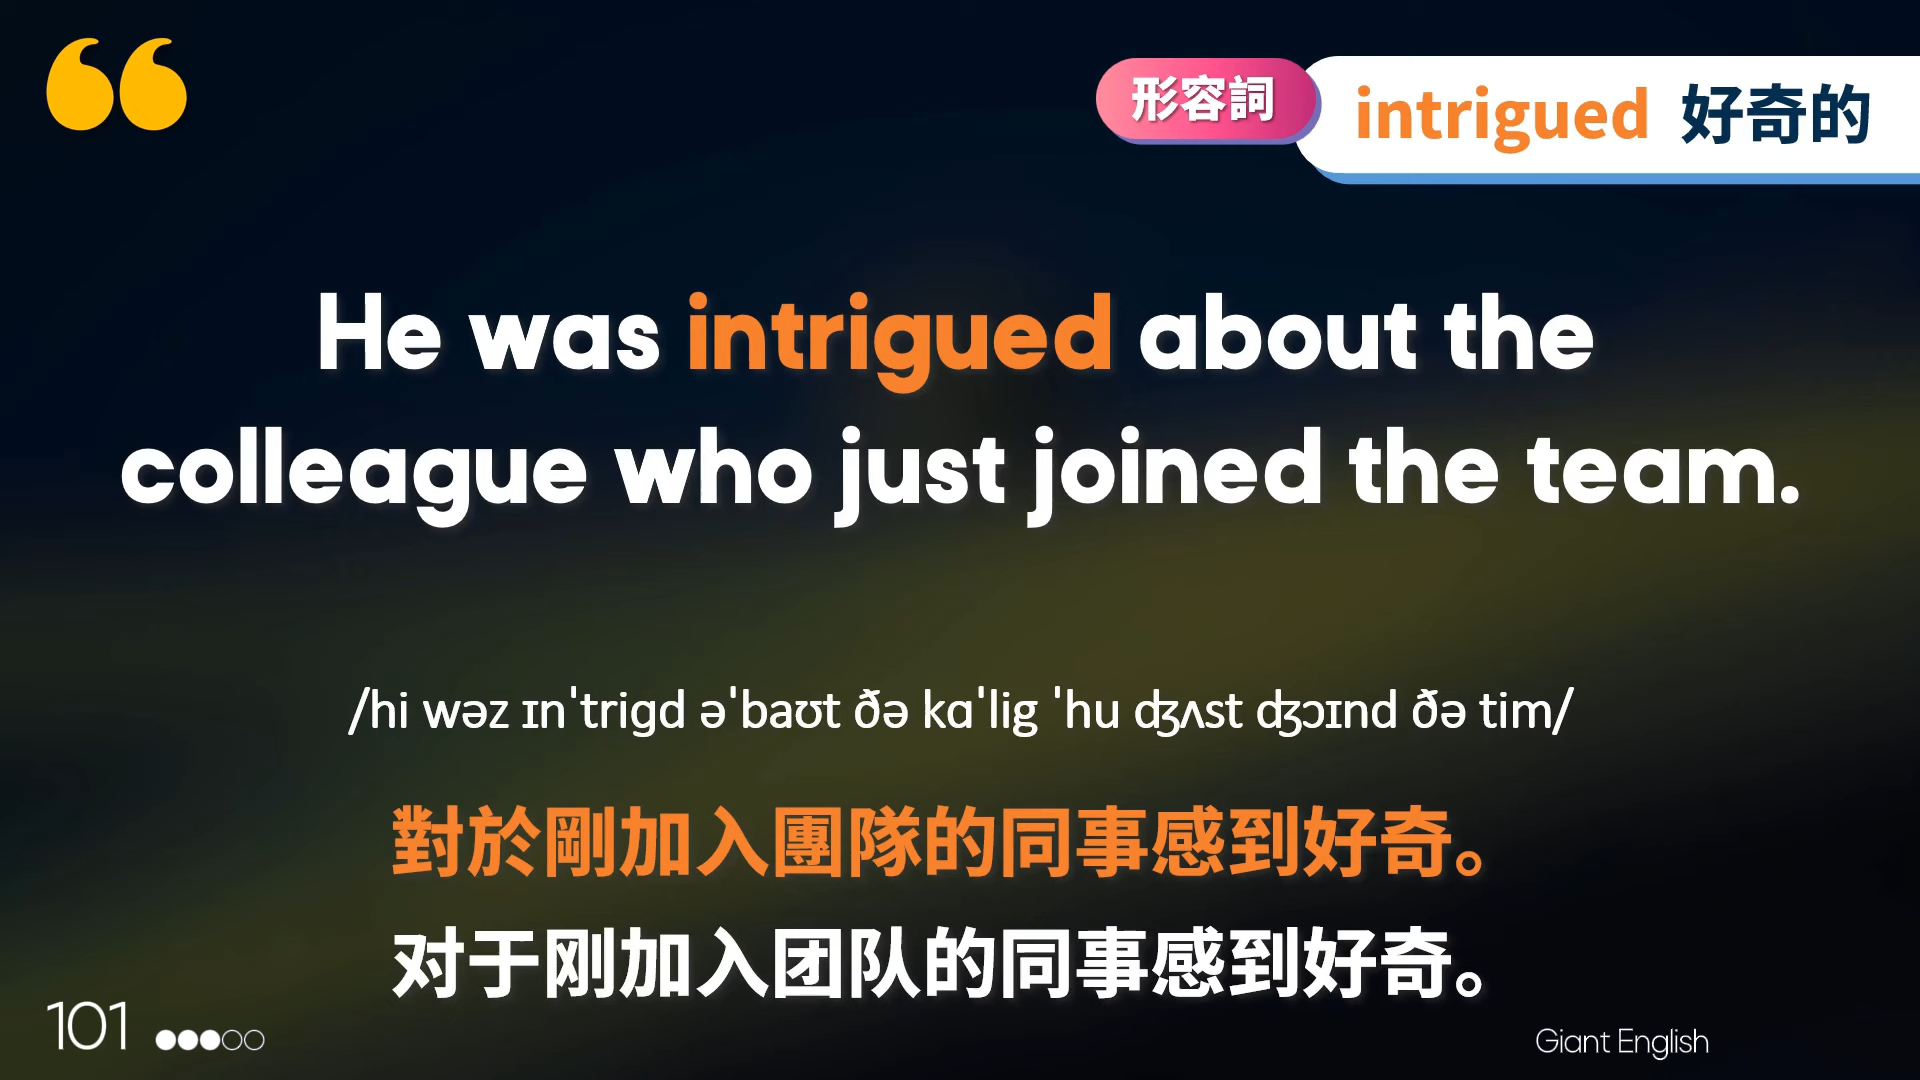 形容詞
intrigued 好奇的
He was intrigued about the
colleague who just joined the team.
/hi wəz ɪnˈtrigd əˈbaʊt ðə kɑˈlig ˈhu ʤʌst ʤɔɪnd ðə tim/
對於剛加入團隊的同事感到好奇。
对于刚加入团队的同事感到好奇。
101
Giant English